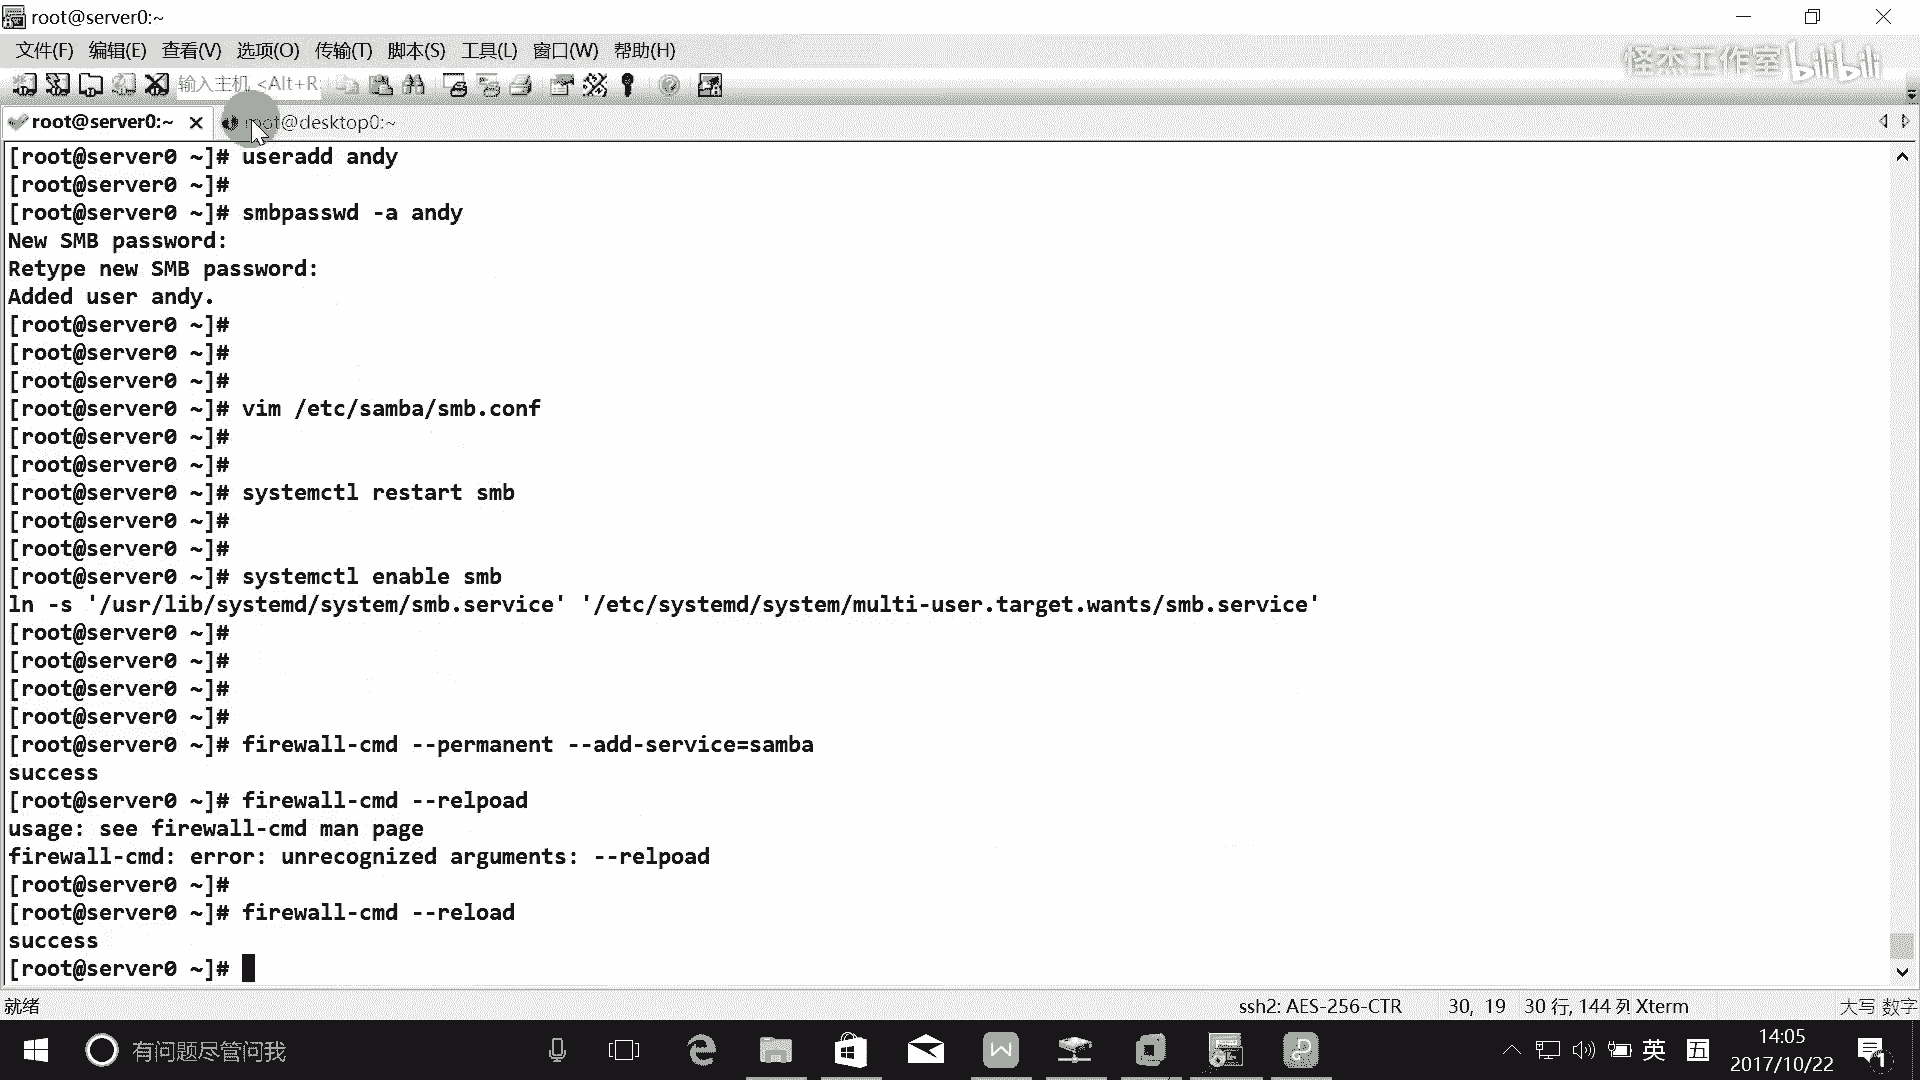 root@server0:~
文件(F) 编辑(E) 查看(V) 选项(O) 传输(T) 脚本(S) 工具(L) 窗口(W) 帮助(H)
怪杰工作室 bilibili
输入主机 <Alt+R
root@server0:~ root@desktop0:~
[root@server0 ~]# useradd andy
[root@server0 ~]#
[root@server0 ~]# smbpasswd -a andy
New SMB password:
Retype new SMB password:
Added user andy.
[root@server0 ~]#
[root@server0 ~]#
[root@server0 ~]#
[root@server0 ~]# vim /etc/samba/smb.conf
[root@server0 ~]#
[root@server0 ~]#
[root@server0 ~]# systemctl restart smb
[root@server0 ~]#
[root@server0 ~]#
[root@server0 ~]# systemctl enable smb
ln -s '/usr/lib/systemd/system/smb.service' '/etc/systemd/system/multi-user.target.wants/smb.service'
[root@server0 ~]#
[root@server0 ~]#
[root@server0 ~]#
[root@server0 ~]#
[root@server0 ~]# firewall-cmd --permanent --add-service=samba
success
[root@server0 ~]# firewall-cmd --relpoad
usage: see firewall-cmd man page
firewall-cmd: error: unrecognized arguments: --relpoad
[root@server0 ~]#
[root@server0 ~]# firewall-cmd --reload
success
[root@server0 ~]#
就绪 ssh2: AES-256-CTR 30, 19 30 行, 144 列 Xterm 大写 数字
有问题尽管问我 英 五 14:05
2017/10/22 1